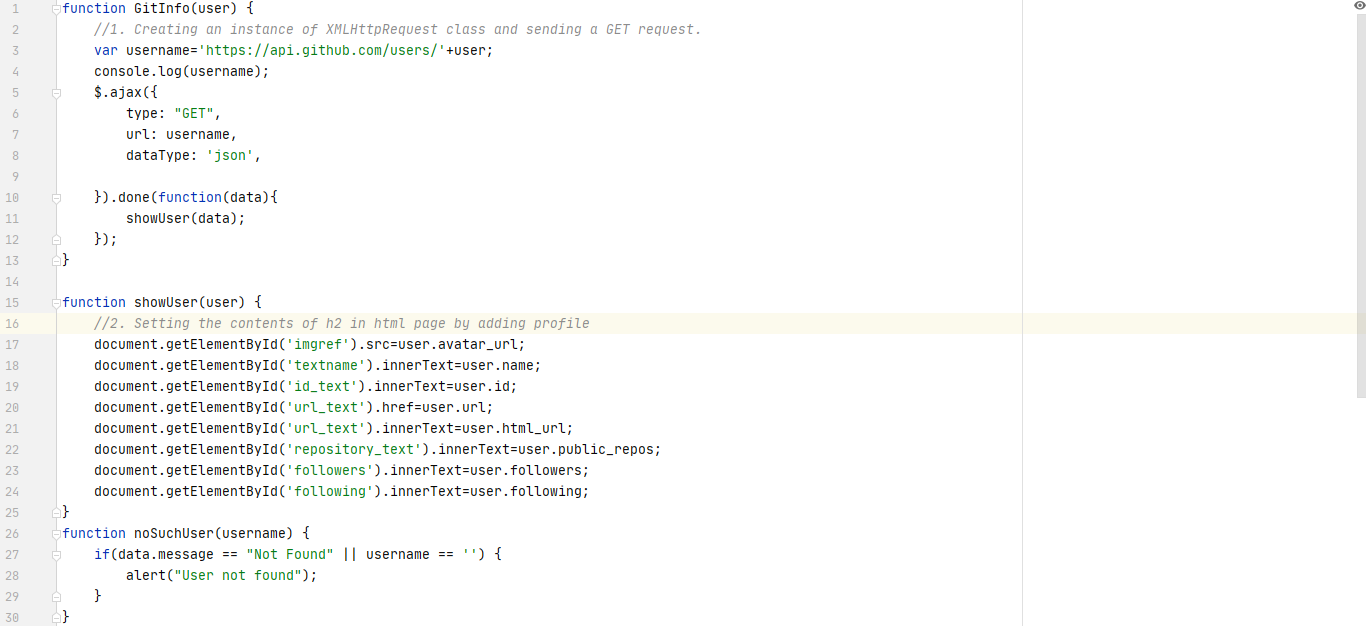 1 function GitInfo(user) {
2 //1. Creating an instance of XMLHttpRequest class and sending a GET request.
3 var username='https://api.github.com/users/'+user;
4 console.log(username);
5 $.ajax({
6 type: "GET",
7 url: username,
8 dataType: 'json',
9
10 }).done(function(data){
11 showUser(data);
12 });
13 }
14
15 function showUser(user) {
16 //2. Setting the contents of h2 in html page by adding profile
17 document.getElementById('imgref').src=user.avatar_url;
18 document.getElementById('textname').innerText=user.name;
19 document.getElementById('id_text').innerText=user.id;
20 document.getElementById('url_text').href=user.url;
21 document.getElementById('url_text').innerText=user.html_url;
22 document.getElementById('repository_text').innerText=user.public_repos;
23 document.getElementById('followers').innerText=user.followers;
24 document.getElementById('following').innerText=user.following;
25 }
26 function noSuchUser(username) {
27 if(data.message == "Not Found" || username == '') {
28 alert("User not found");
29 }
30 }